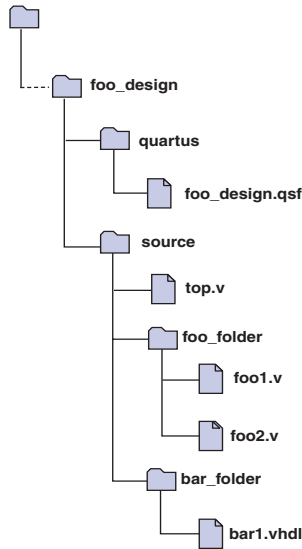 foo_design
quartus
foo_design.qsf
source
top.v
foo_folder
foo1.v
foo2.v
bar_folder
bar1.vhdl